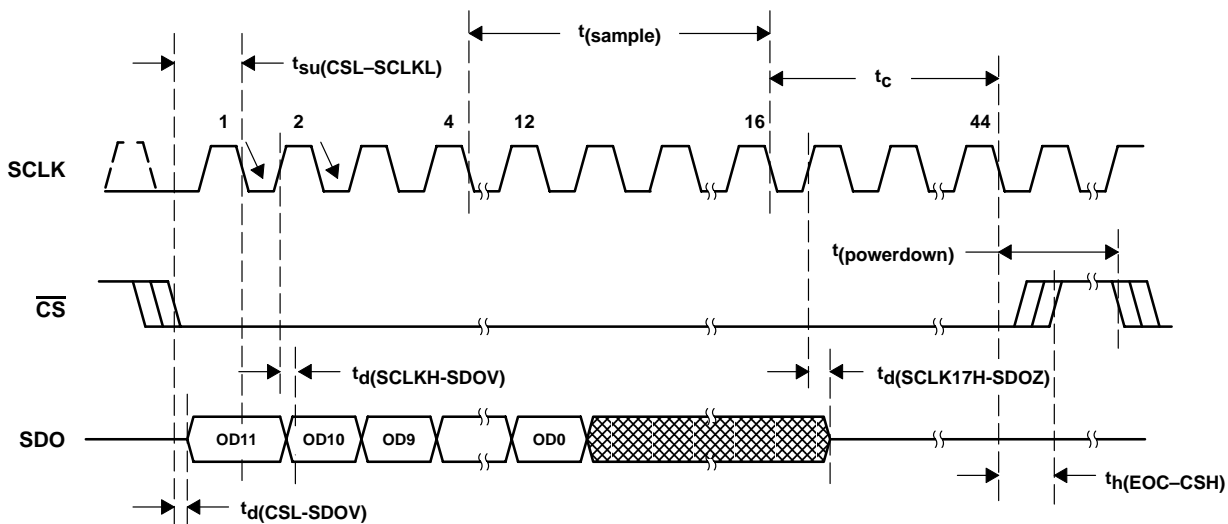 t(sample)
tsu(CSL–SCLKL)
tc
1 2 4 12 16 44
SCLK
t(powerdown)
CS
td(SCLKH-SDOV)
td(SCLK17H-SDOZ)
SDO
OD11 OD10 OD9 OD0
th(EOC–CSH)
td(CSL-SDOV)